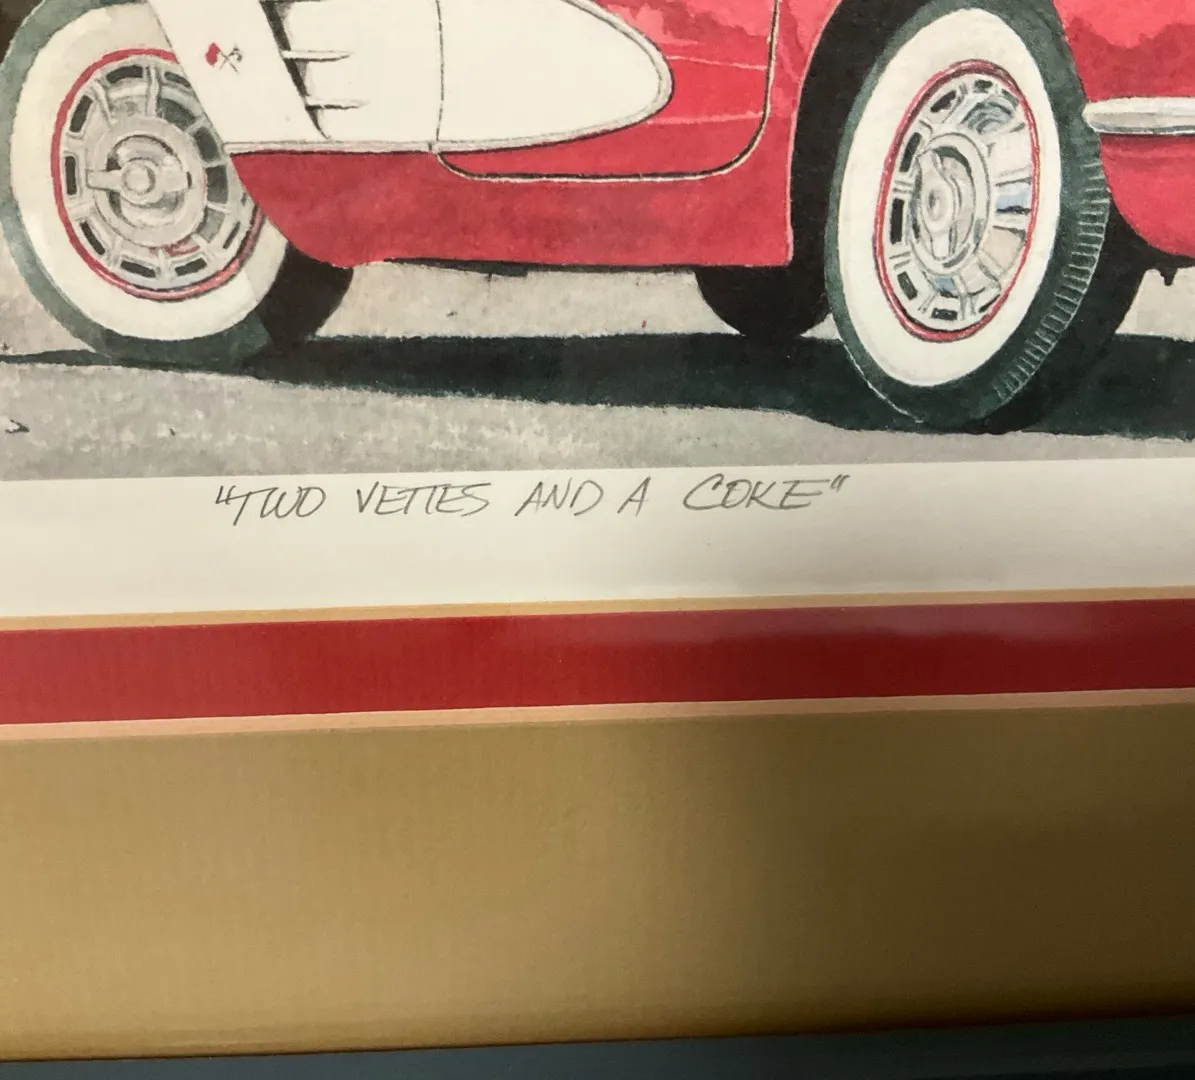 "TWO VETTES AND A COKE"